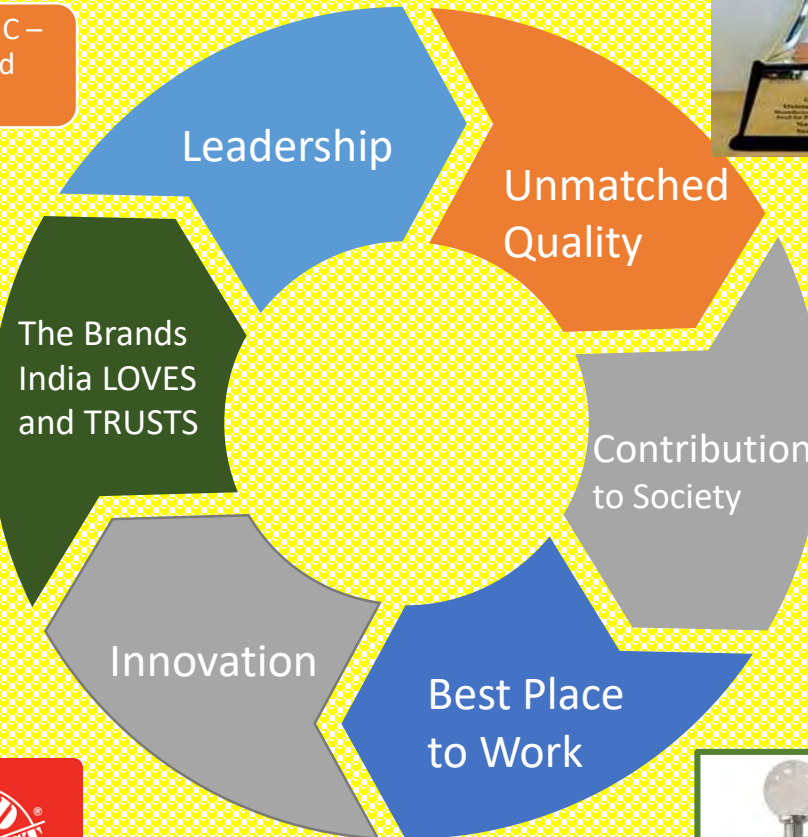 C –
d
Leadership
Unmatched
Quality
The Brands
India LOVES
and TRUSTS
Contribution
to Society
Innovation
Best Place
to Work